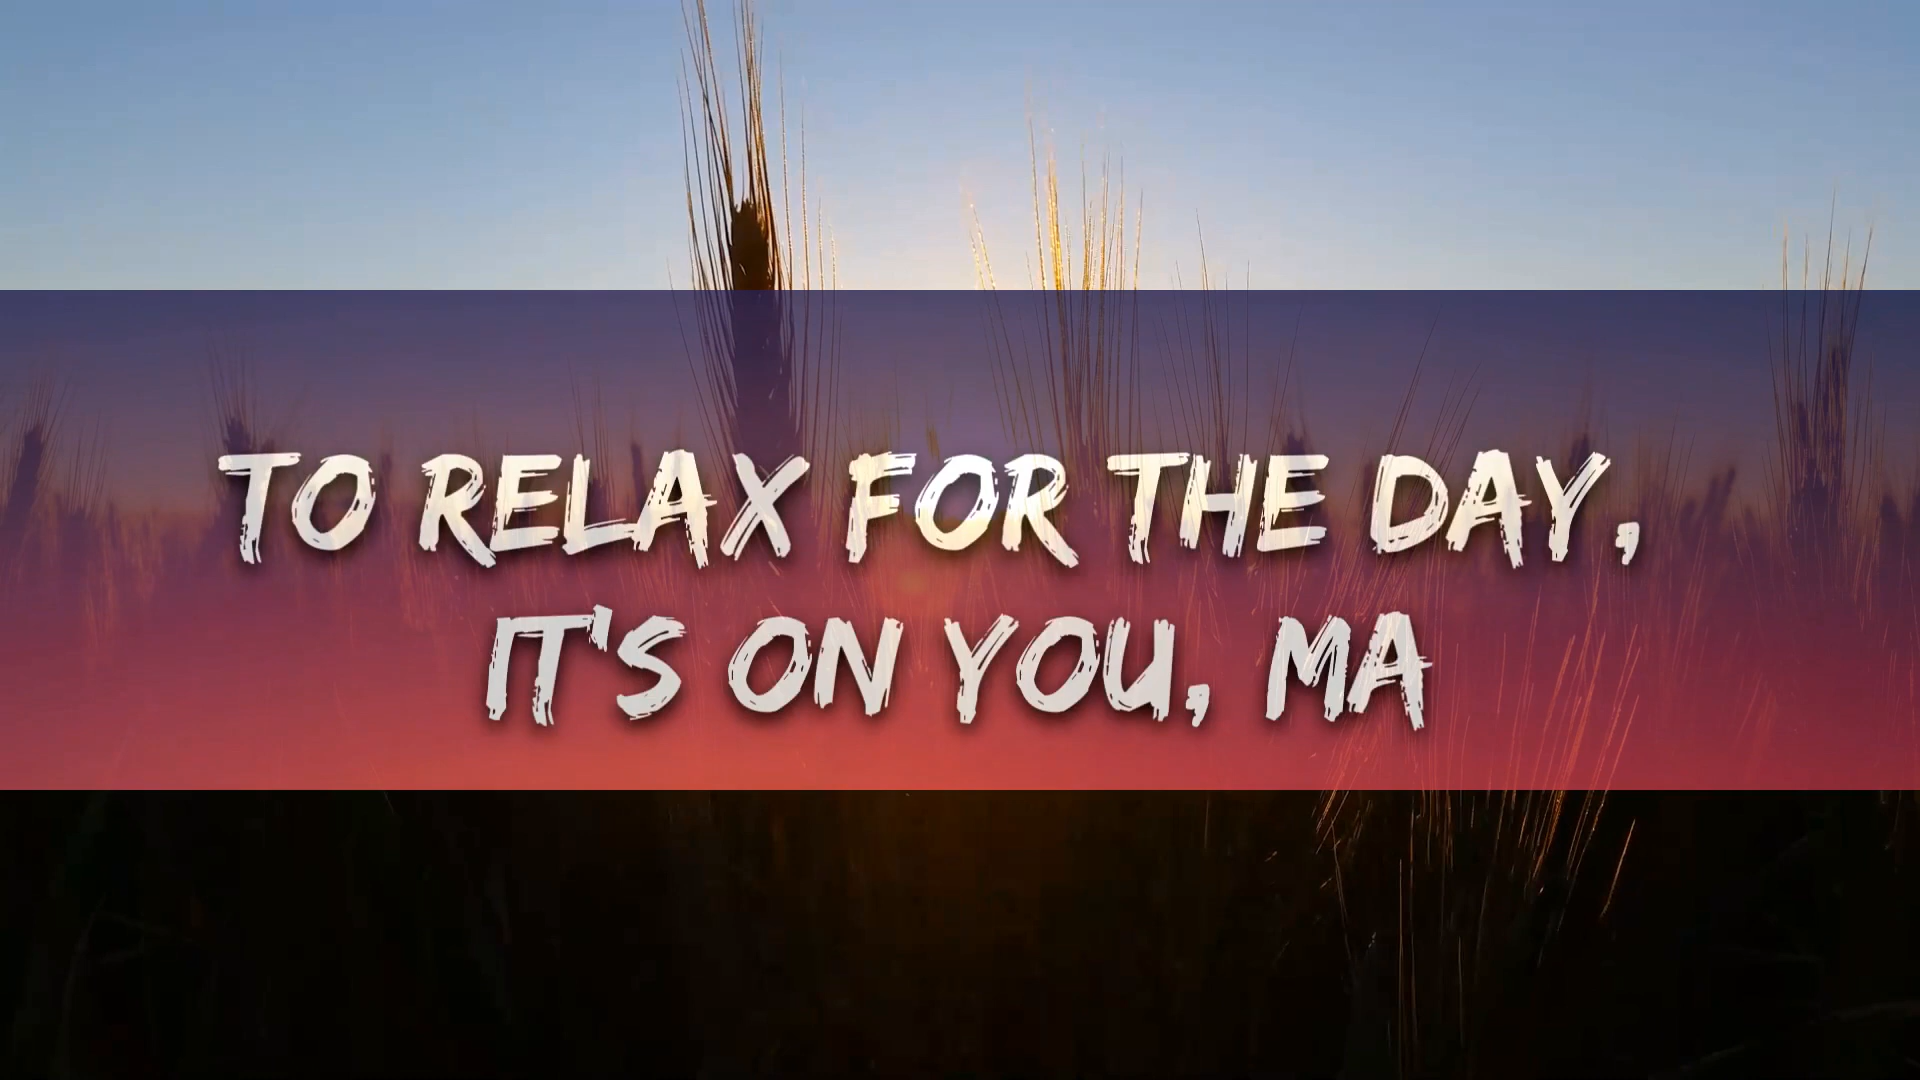 TO RELAX FOR THE DAY,
IT'S ON YOU, MA